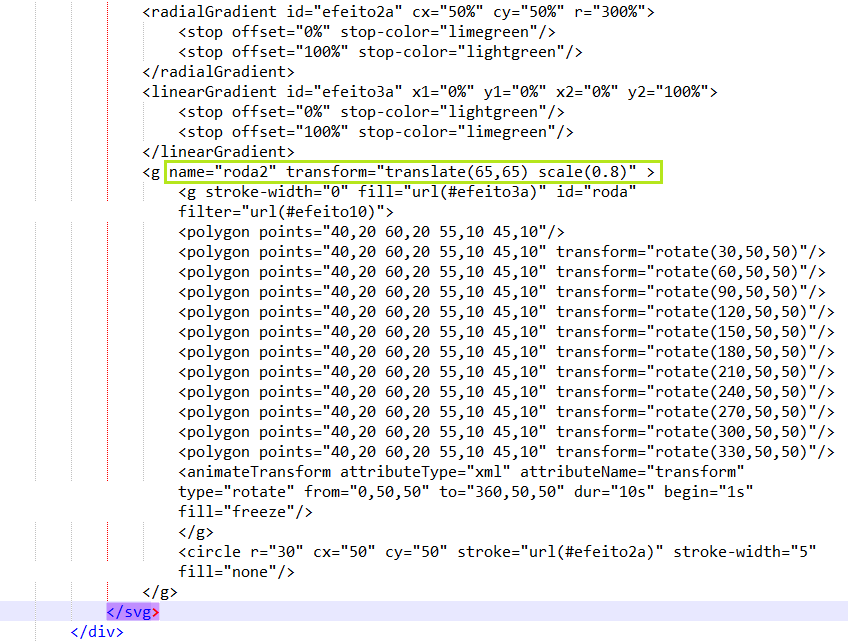 <radialGradient id="efeito2a" cx="50%" cy="50%" r="300%">
<stop offset="0%" stop-color="limegreen"/>
<stop offset="100%" stop-color="lightgreen"/>
</radialGradient>
<linearGradient id="efeito3a" x1="0%" y1="0%" x2="0%" y2="100%">
<stop offset="0%" stop-color="lightgreen"/>
<stop offset="100%" stop-color="limegreen"/>
</linearGradient>
<g name="roda2" transform="translate(65,65) scale(0.8)" >
<g stroke-width="0" fill="url(#efeito3a)" id="roda"
filter="url(#efeito10)">
<polygon points="40,20 60,20 55,10 45,10"/>
<polygon points="40,20 60,20 55,10 45,10" transform="rotate(30,50,50)"/>
<polygon points="40,20 60,20 55,10 45,10" transform="rotate(60,50,50)"/>
<polygon points="40,20 60,20 55,10 45,10" transform="rotate(90,50,50)"/>
<polygon points="40,20 60,20 55,10 45,10" transform="rotate(120,50,50)"/>
<polygon points="40,20 60,20 55,10 45,10" transform="rotate(150,50,50)"/>
<polygon points="40,20 60,20 55,10 45,10" transform="rotate(180,50,50)"/>
<polygon points="40,20 60,20 55,10 45,10" transform="rotate(210,50,50)"/>
<polygon points="40,20 60,20 55,10 45,10" transform="rotate(240,50,50)"/>
<polygon points="40,20 60,20 55,10 45,10" transform="rotate(270,50,50)"/>
<polygon points="40,20 60,20 55,10 45,10" transform="rotate(300,50,50)"/>
<polygon points="40,20 60,20 55,10 45,10" transform="rotate(330,50,50)"/>
<animateTransform attributeType="xml" attributeName="transform"
type="rotate" from="0,50,50" to="360,50,50" dur="10s" begin="1s"
fill="freeze"/>
</g>
<circle r="30" cx="50" cy="50" stroke="url(#efeito2a)" stroke-width="5"
fill="none"/>
</g>
</svg>
</div>